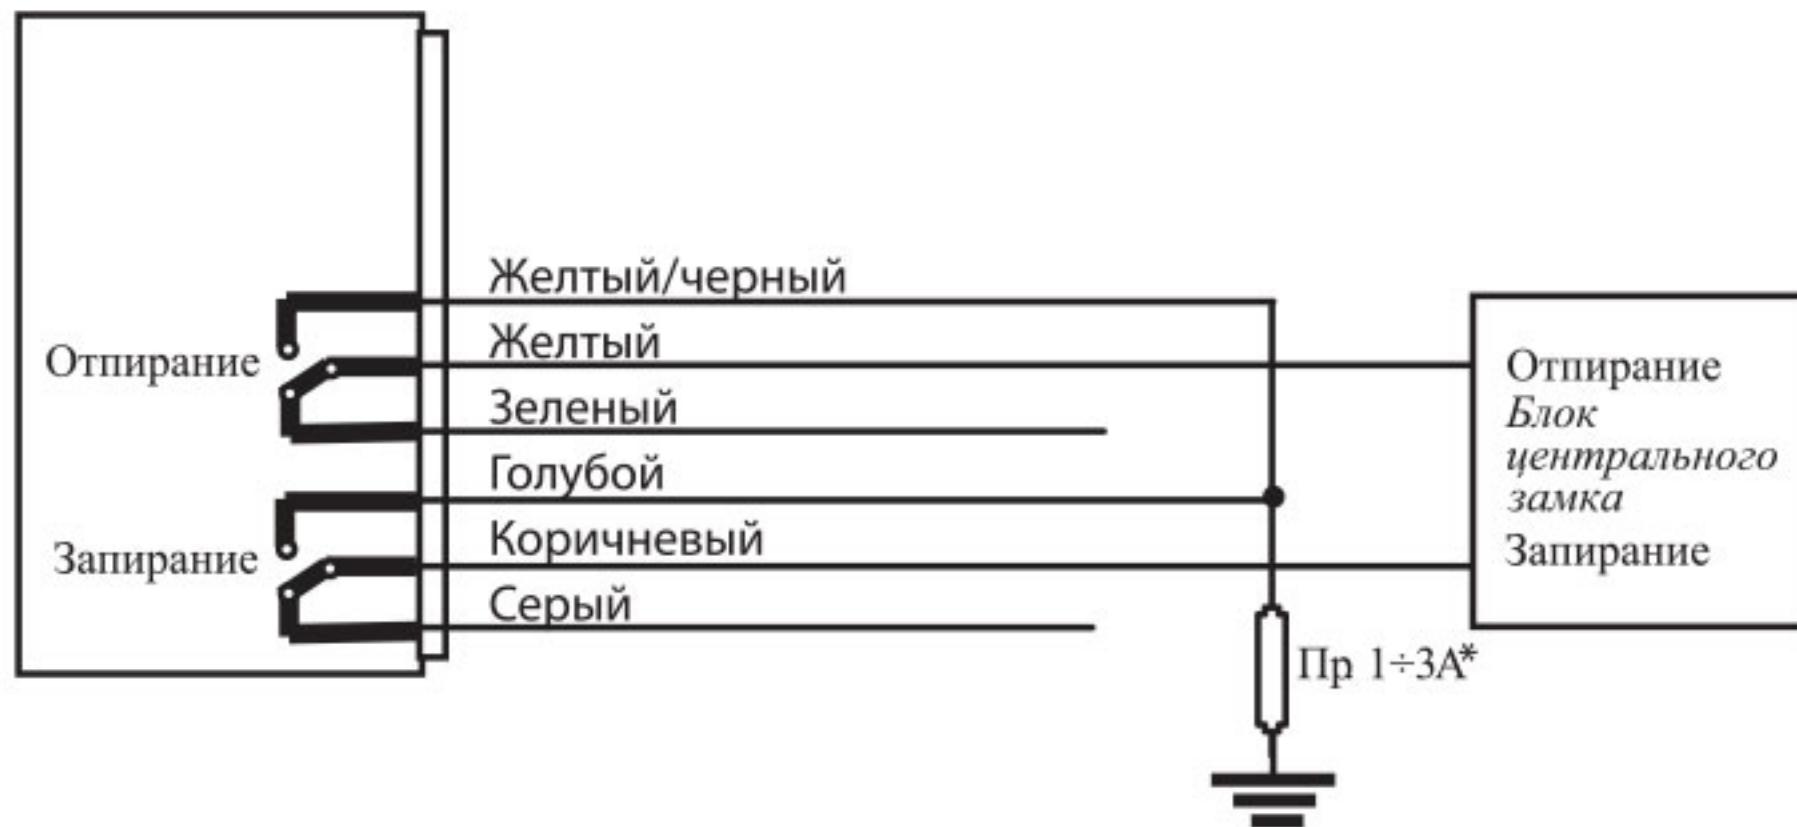 Желтый/черный
Желтый
Отпирание
Зеленый
Голубой
Коричневый
Запирание
Серый
Отпирание
Блок
центрального
замка
Запирание
Пр 1÷3А*